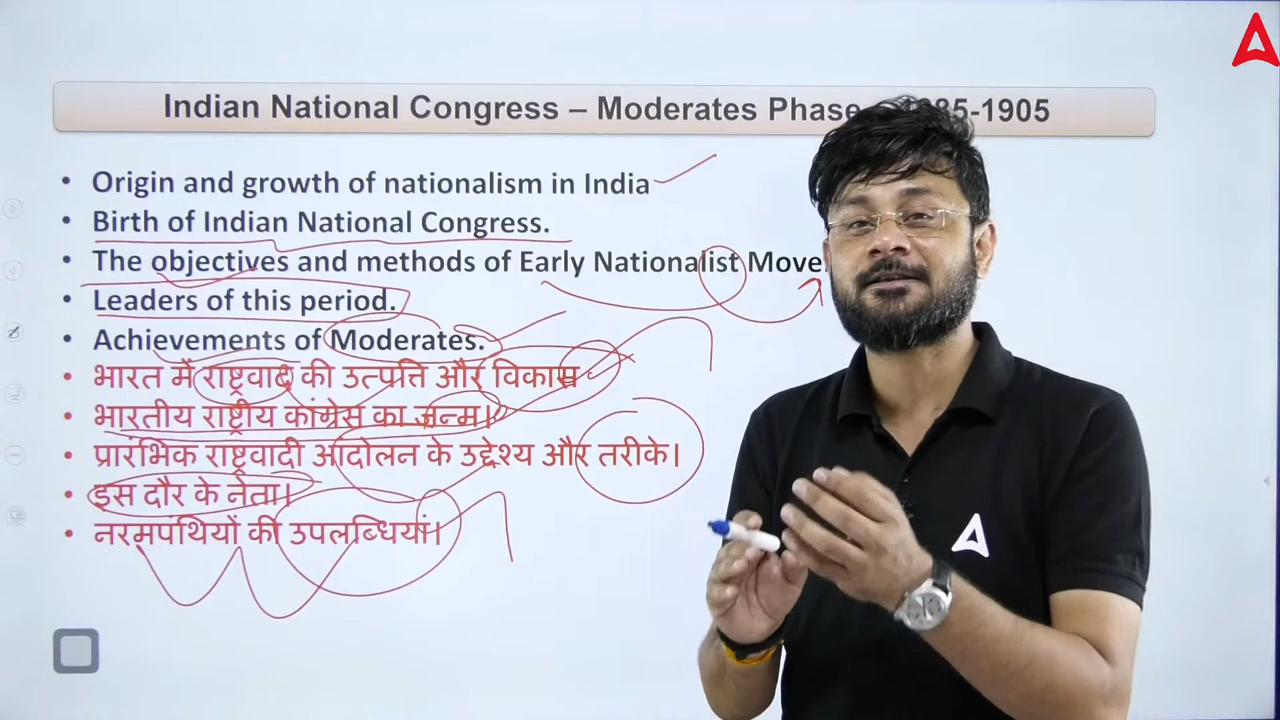 Indian National Congress – Moderates Phase 85-1905
Origin and growth of nationalism in India
Birth of Indian National Congress.
The objectives and methods of Early Nationalist
Leaders of this period.
Achievements of Moderates.
भारत में राष्ट्रवाद की उत्पत्ति और विकास
भारतीय राष्ट्रीय कांग्रेस का जन्म।
प्रारंभिक राष्ट्रवादी आंदोलन के उद्देश्य और तरीके।
इस दौर के नेता।
नरमपंथियों की उपलब्धियां।